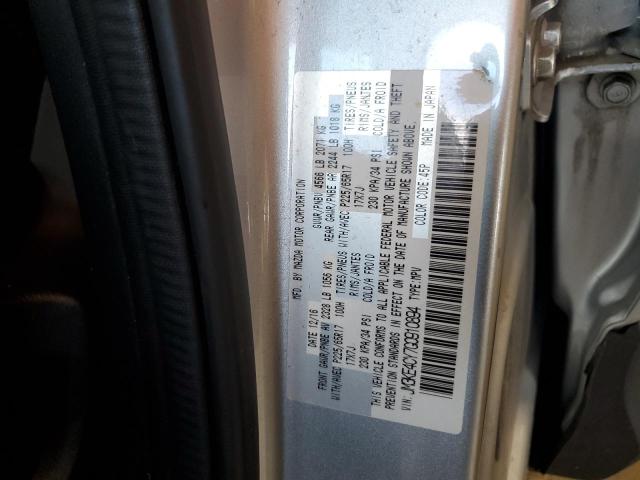 MFD. BY MAZDA MOTOR CORPORATION
DATE 12/16 GVWR/PNBV 4566 LB 2071 KG
FRONT GAWR/PNBE AV 2328 LB 1056 KG REAR GAWR/PNBE AR 2244 LB 1018 KG
WITH/AVEC P225/65R17 100H TIRES/PNEUS WITH/AVEC P225/65R17 100H TIRES/PNEUS
17X7J RIMS/JANTES 17X7J RIMS/JANTES
230 KPA/34 PSI COLD/A FROID 230 KPA/34 PSI COLD/A FROID
THIS VEHICLE CONFORMS TO ALL APPLICABLE FEDERAL MOTOR VEHICLE SAFETY AND THEFT
PREVENTION STANDARDS IN EFFECT ON THE DATE OF MANUFACTURE SHOWN ABOVE.
VIN: JM3KE4CY7G0910894 TYPE:MPV COLOR CODE:45P MADE IN JAPAN